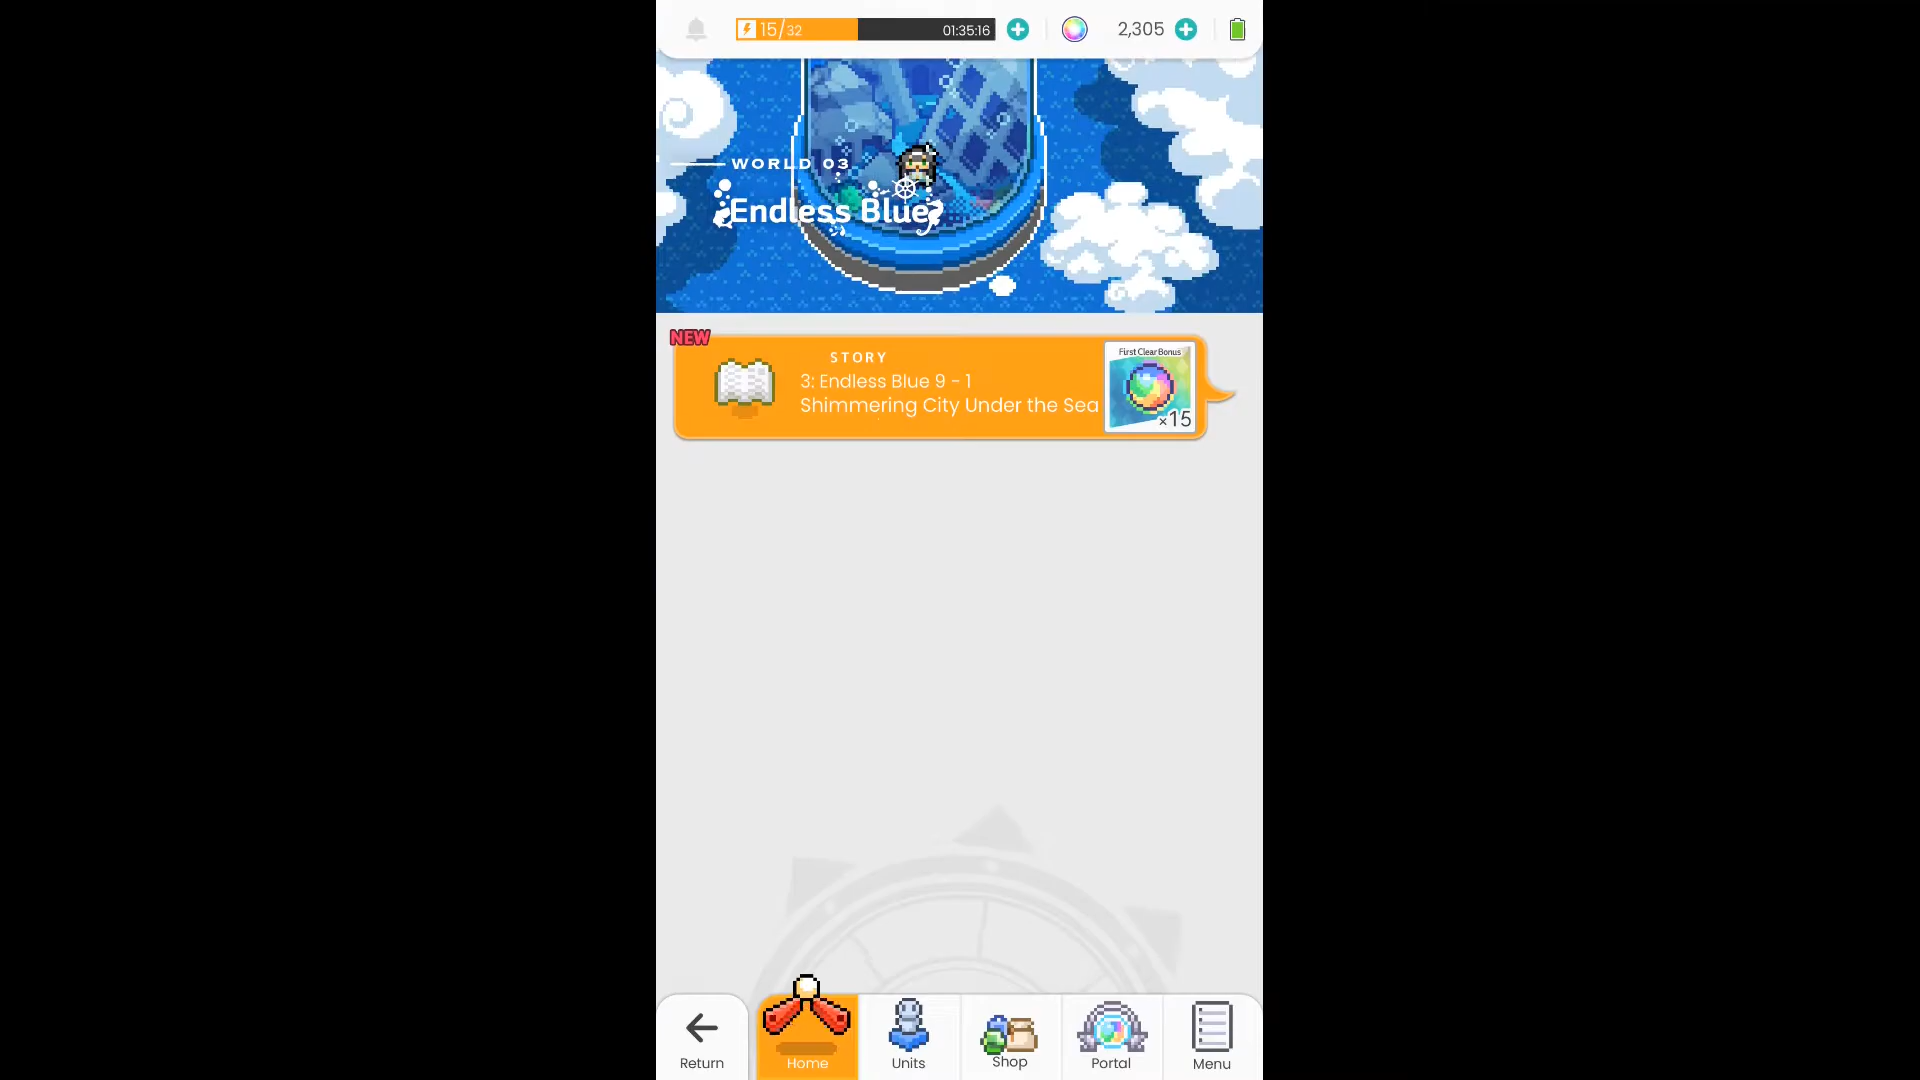 15/32
01:35:16
2,305
WORLD 03
Endless Blue
NEW
STORY
3: Endless Blue 9 - 1
Shimmering City Under the Sea
First Clear Bonus
×15
Return
Home
Units
Shop
Portal
Menu